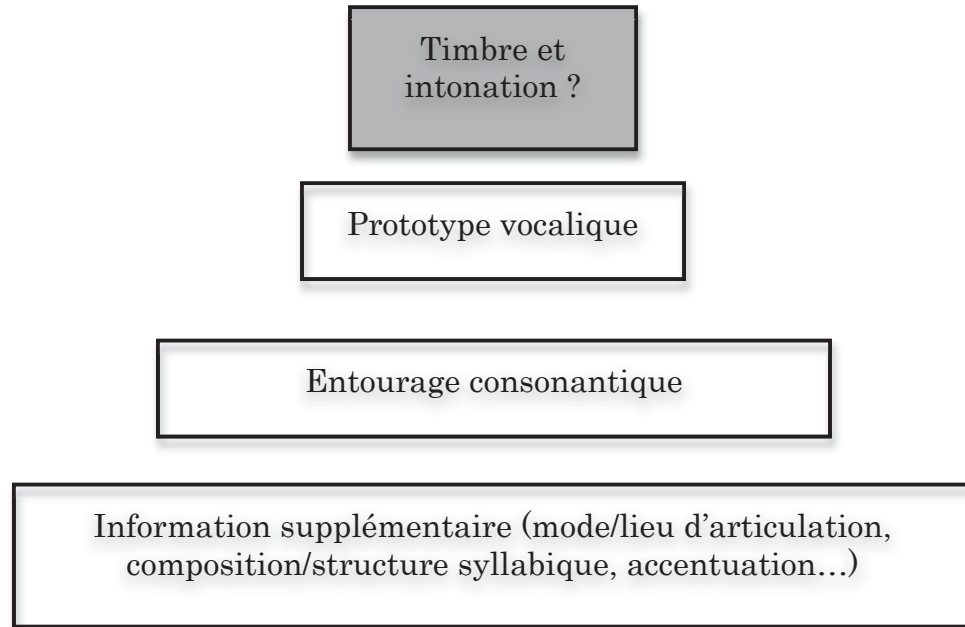 Timbre et
intonation ?
Prototype vocalique
Entourage consonantique
Information supplémentaire (mode/lieu d’articulation,
composition/structure syllabique, accentuation…)